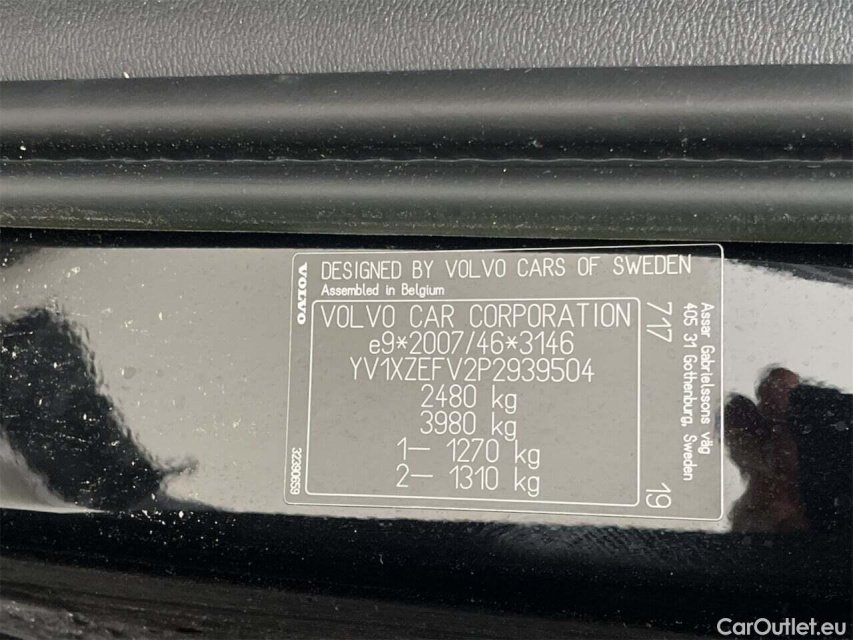 VOLVO
DESIGNED BY VOLVO CARS OF SWEDEN
Assembled in Belgium
VOLVO CAR CORPORATION
e9*2007/46*3146
YV1XZEFV2P2939504
2480 kg
3980 kg
1– 1270 kg
2– 1310 kg
717
19
Assar Gabrielssons väg
405 31 Gothenburg, Sweden
32390659
CarOutlet.eu